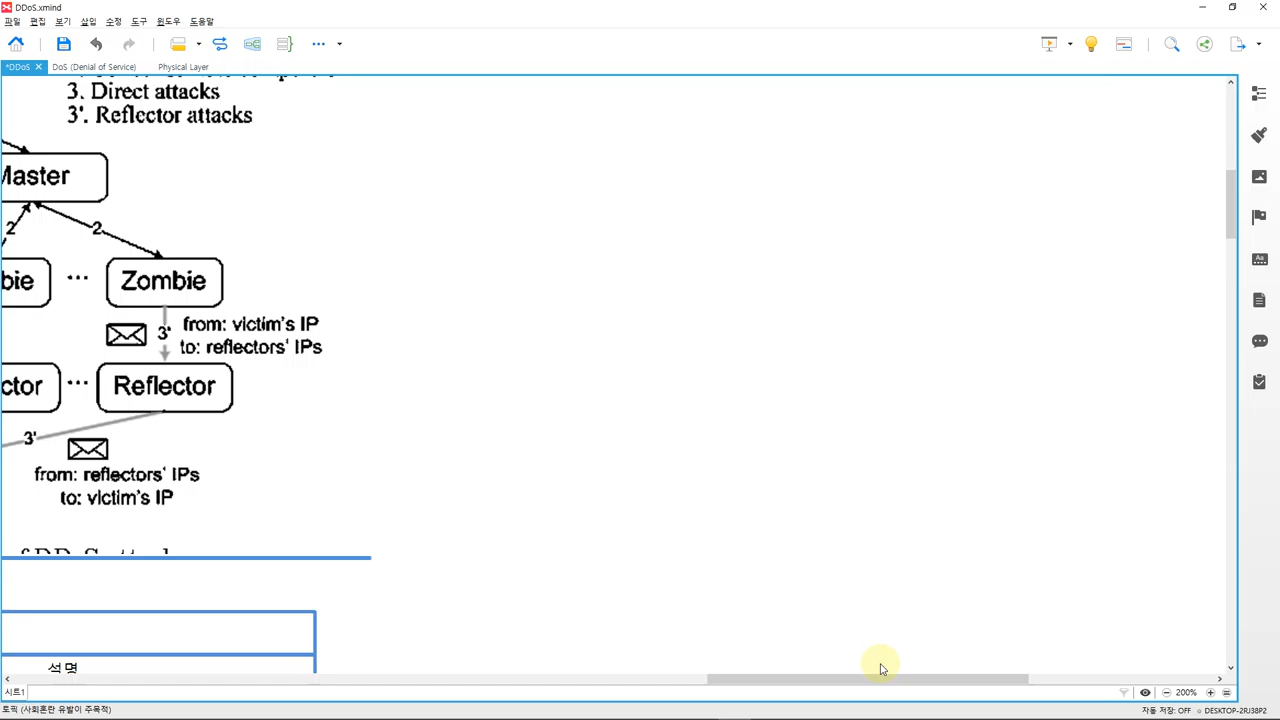 DDoS.xmind
파일 편집 보기 삽입 수정 도구 윈도우 도움말
*DDoS DoS (Denial of Service) Physical Layer
3. Direct attacks
3'. Reflector attacks
Master
2 2
bie ... Zombie
3' from: victim's IP
to: reflectors' IPs
ctor ... Reflector
3'
from: reflectors' IPs
to: victim's IP
설명
시트1 200%
토픽 (사회혼란 유발이 주목적) 자동 저장: OFF DESKTOP-2RJ38P2